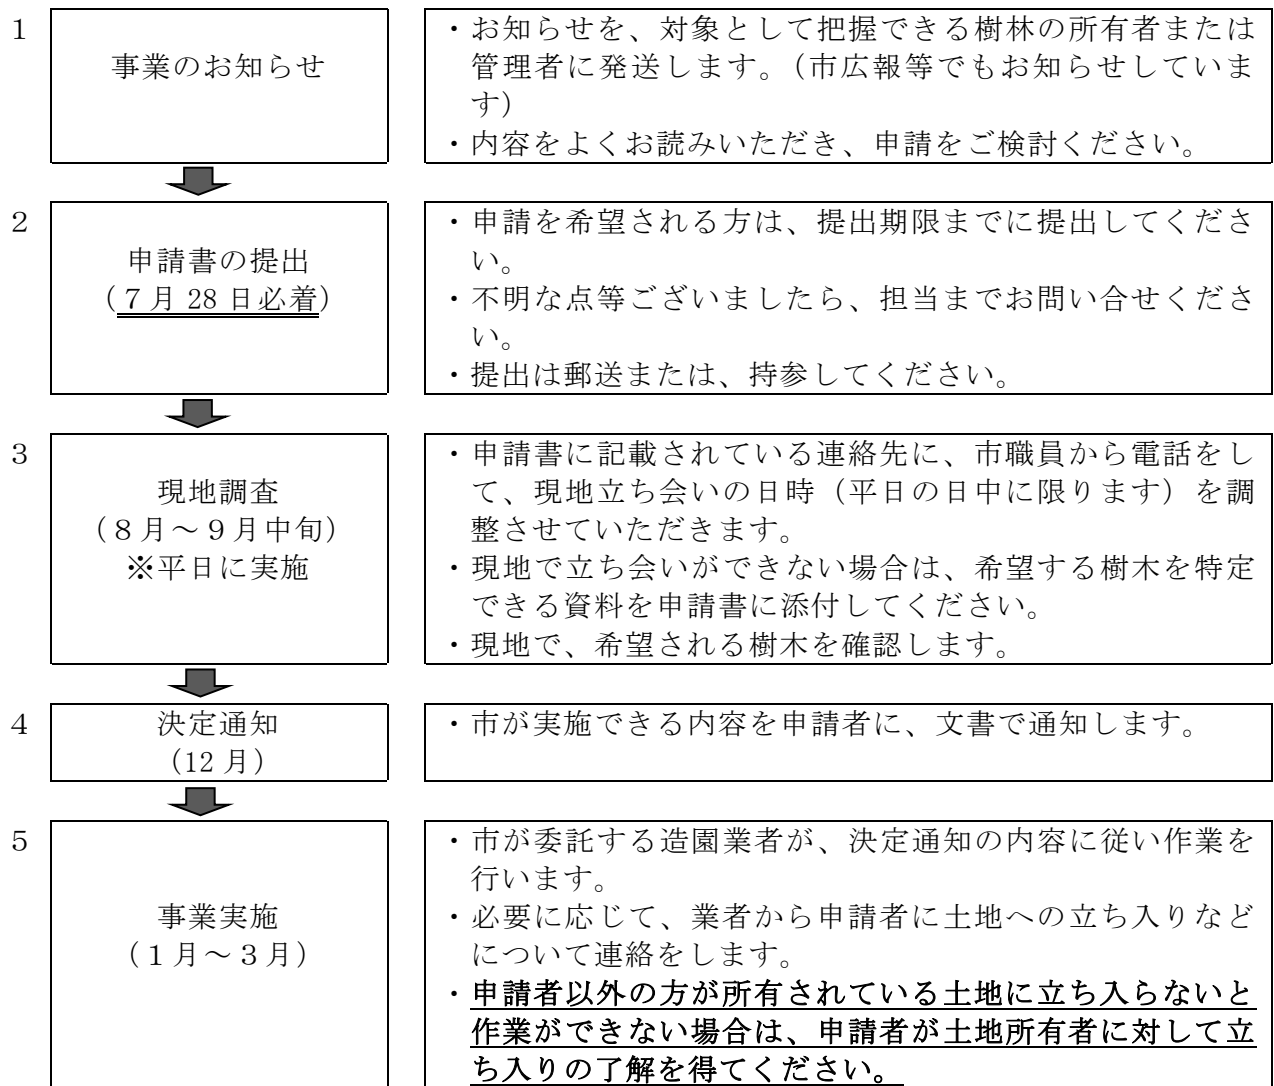 1
事業のお知らせ
・お知らせを、対象として把握できる樹林の所有者または
管理者に発送します。（市広報等でもお知らせしていま
す）
・内容をよくお読みいただき、申請をご検討ください。
2
申請書の提出
（７月 28 日必着）
・申請を希望される方は、提出期限までに提出してくださ
い。
・不明な点等ございましたら、担当までお問い合せくださ
い。
・提出は郵送または、持参してください。
3
現地調査
（８月～９月中旬）
※平日に実施
・申請書に記載されている連絡先に、市職員から電話をし
て、現地立ち会いの日時（平日の日中に限ります）を調
整させていただきます。
・現地で立ち会いができない場合は、希望する樹木を特定
できる資料を申請書に添付してください。
・現地で、希望される樹木を確認します。
4
決定通知
（12 月）
・市が実施できる内容を申請者に、文書で通知します。
5
事業実施
（１月～３月）
・市が委託する造園業者が、決定通知の内容に従い作業を
行います。
・必要に応じて、業者から申請者に土地への立ち入りなど
について連絡をします。
・申請者以外の方が所有されている土地に立ち入らないと
作業ができない場合は、申請者が土地所有者に対して立
ち入りの了解を得てください。